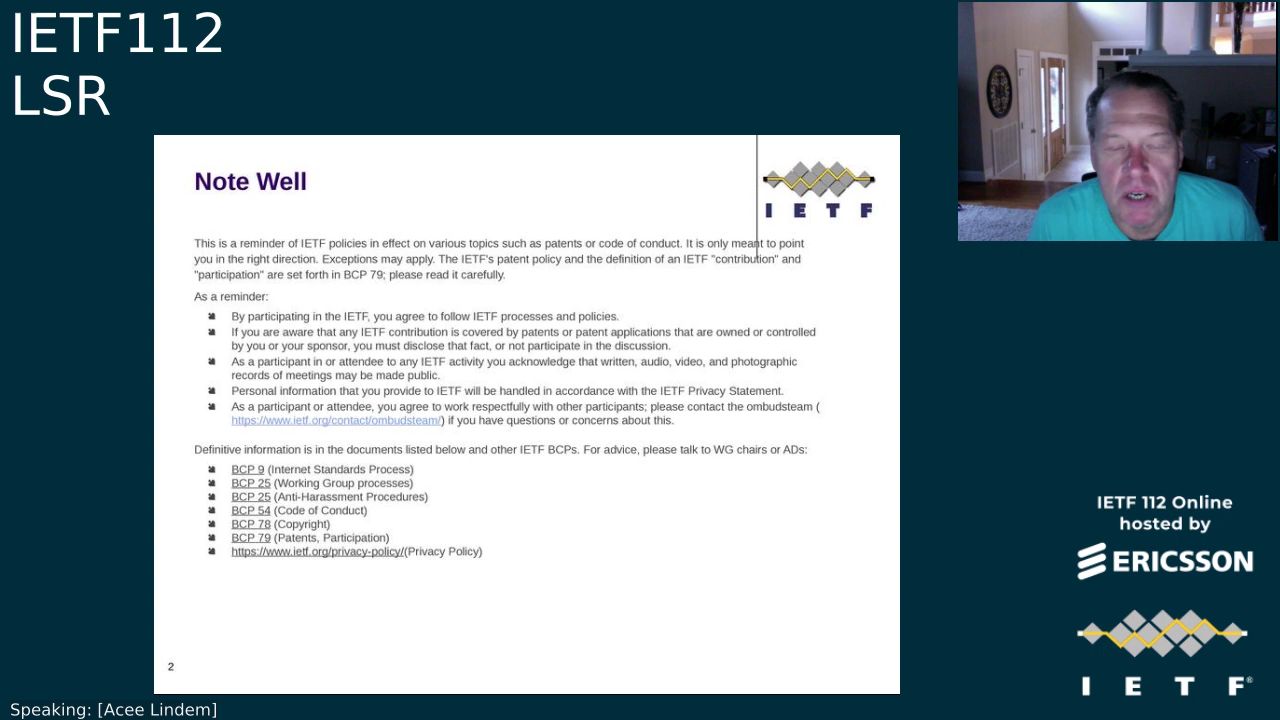 IETF112
LSR
Note Well
I E T F
This is a reminder of IETF policies in effect on various topics such as patents or code of conduct. It is only meant to point
you in the right direction. Exceptions may apply. The IETF's patent policy and the definition of an IETF "contribution" and
"participation" are set forth in BCP 79; please read it carefully.
As a reminder:
By participating in the IETF, you agree to follow IETF processes and policies.
If you are aware that any IETF contribution is covered by patents or patent applications that are owned or controlled
by you or your sponsor, you must disclose that fact, or not participate in the discussion.
As a participant in or attendee to any IETF activity you acknowledge that written, audio, video, and photographic
records of meetings may be made public.
Personal information that you provide to IETF will be handled in accordance with the IETF Privacy Statement.
As a participant or attendee, you agree to work respectfully with other participants; please contact the ombudsteam (
https://www.ietf.org/contact/ombudsteam/) if you have questions or concerns about this.
Definitive information is in the documents listed below and other IETF BCPs. For advice, please talk to WG chairs or ADs:
BCP 9 (Internet Standards Process)
BCP 25 (Working Group processes)
BCP 25 (Anti-Harassment Procedures)
BCP 54 (Code of Conduct)
BCP 78 (Copyright)
BCP 79 (Patents, Participation)
https://www.ietf.org/privacy-policy/(Privacy Policy)
2
IETF 112 Online
hosted by
ERICSSON
I E T F®
Speaking: [Acee Lindem]